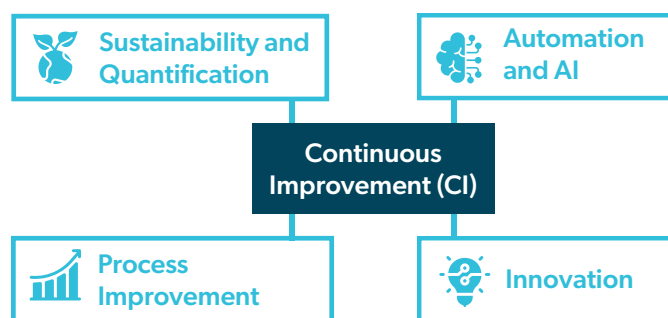 Sustainability and
Quantification
Automation
and AI
Continuous
Improvement (CI)
Process
Improvement
Innovation